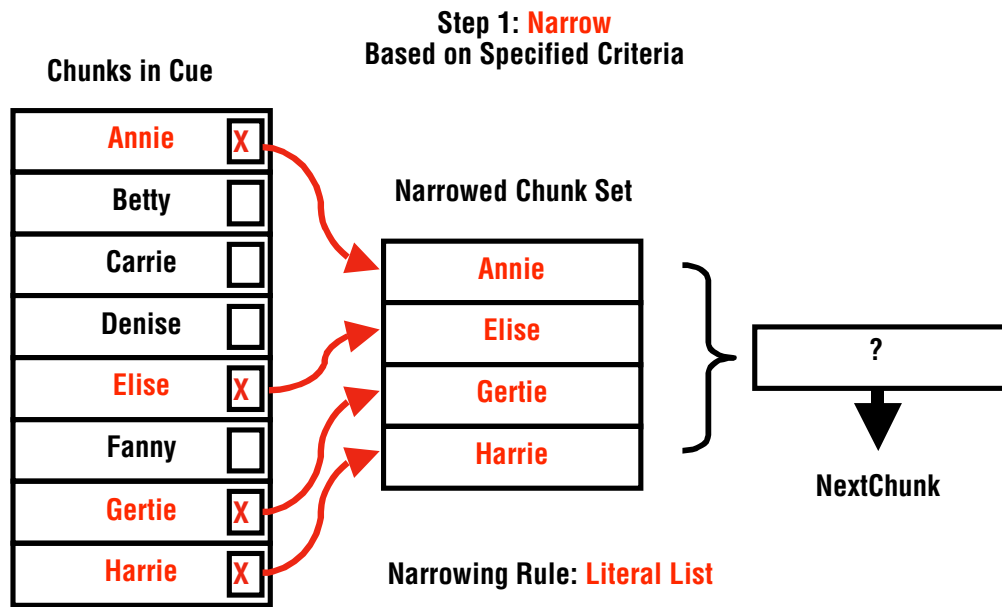 Step 1: Narrow
Based on Specified Criteria
Chunks in Cue
Annie X
Betty
Carrie
Denise
Elise X
Fanny
Gertie X
Harrie X
Narrowed Chunk Set
Annie
Elise
Gertie
Harrie
?
NextChunk
Narrowing Rule: Literal List